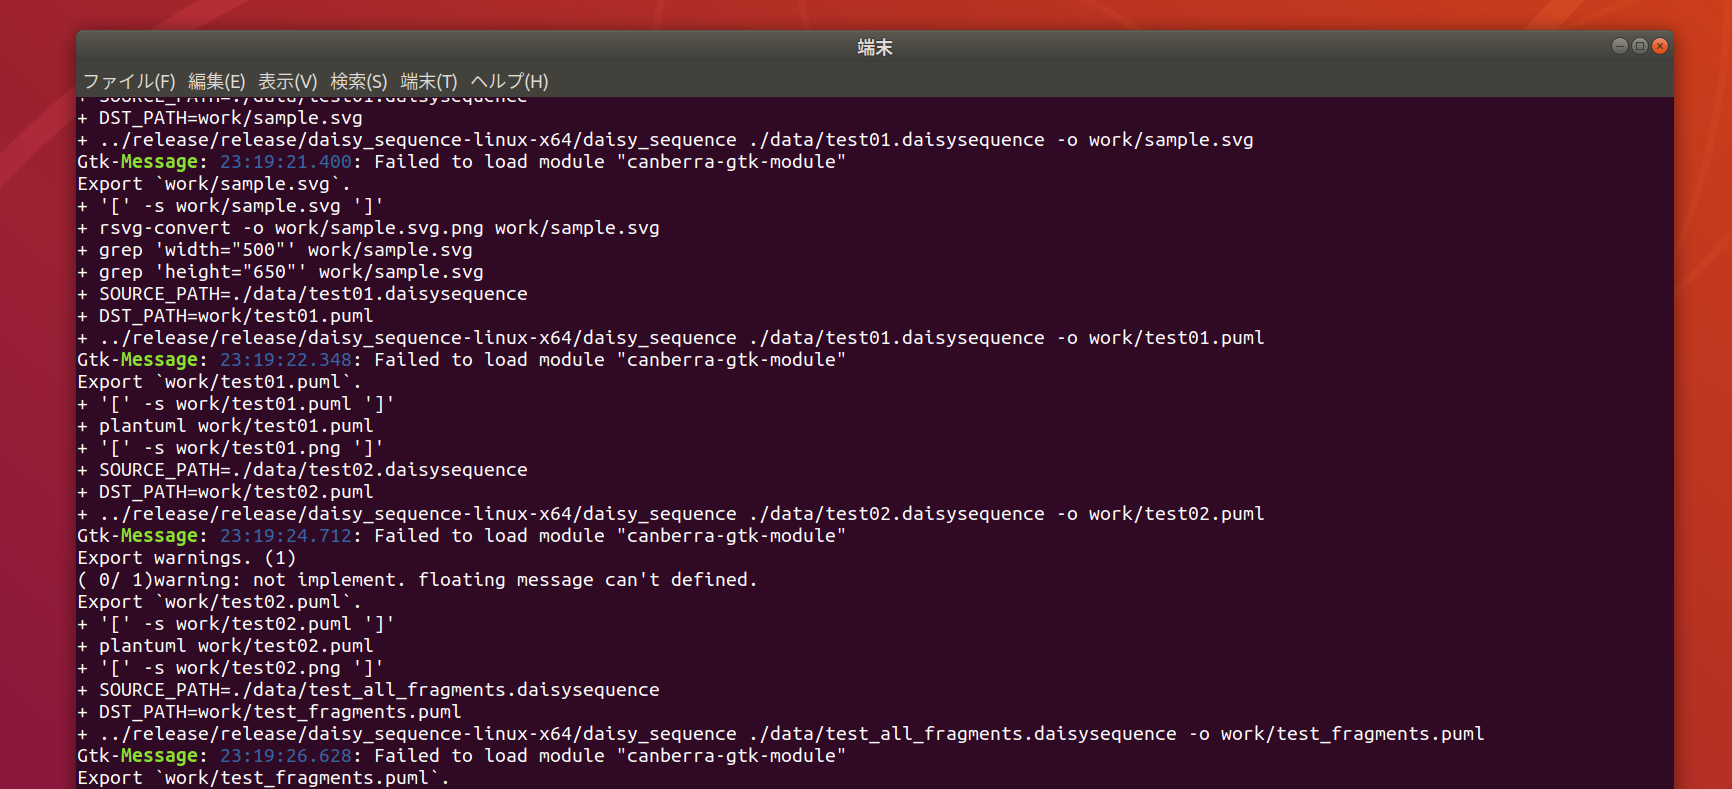 端末
ファイル(F) 編集(E) 表示(V) 検索(S) 端末(T) ヘルプ(H)
+ SOURCE_PATH=./data/test01.daisysequence
+ DST_PATH=work/sample.svg
+ ../release/release/daisy_sequence-linux-x64/daisy_sequence ./data/test01.daisysequence -o work/sample.svg
Gtk-Message: 23:19:21.400: Failed to load module "canberra-gtk-module"
Export `work/sample.svg`.
+ '[' -s work/sample.svg ']'
+ rsvg-convert -o work/sample.svg.png work/sample.svg
+ grep 'width="500"' work/sample.svg
+ grep 'height="650"' work/sample.svg
+ SOURCE_PATH=./data/test01.daisysequence
+ DST_PATH=work/test01.puml
+ ../release/release/daisy_sequence-linux-x64/daisy_sequence ./data/test01.daisysequence -o work/test01.puml
Gtk-Message: 23:19:22.348: Failed to load module "canberra-gtk-module"
Export `work/test01.puml`.
+ '[' -s work/test01.puml ']'
+ plantuml work/test01.puml
+ '[' -s work/test01.png ']'
+ SOURCE_PATH=./data/test02.daisysequence
+ DST_PATH=work/test02.puml
+ ../release/release/daisy_sequence-linux-x64/daisy_sequence ./data/test02.daisysequence -o work/test02.puml
Gtk-Message: 23:19:24.712: Failed to load module "canberra-gtk-module"
Export warnings. (1)
( 0/ 1)warning: not implement. floating message can't defined.
Export `work/test02.puml`.
+ '[' -s work/test02.puml ']'
+ plantuml work/test02.puml
+ '[' -s work/test02.png ']'
+ SOURCE_PATH=./data/test_all_fragments.daisysequence
+ DST_PATH=work/test_fragments.puml
+ ../release/release/daisy_sequence-linux-x64/daisy_sequence ./data/test_all_fragments.daisysequence -o work/test_fragments.puml
Gtk-Message: 23:19:26.628: Failed to load module "canberra-gtk-module"
Export `work/test_fragments.puml`.